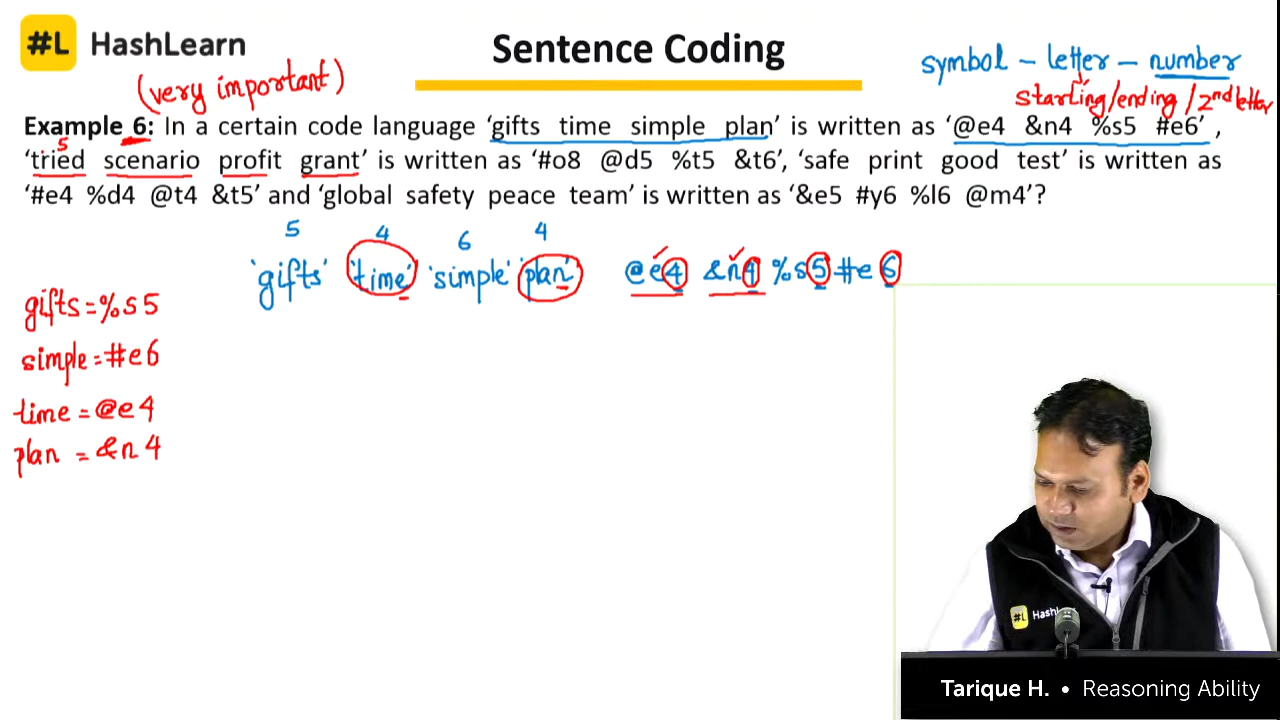 #L HashLearn
Sentence Coding
symbol – letter – number
(very important)
starting/ending/2nd letter
Example 6: In a certain code language ‘gifts time simple plan’ is written as ‘@e4 &n4 %s5 #e6’ ,
5
‘tried scenario profit grant’ is written as ‘#o8 @d5 %t5 &t6’, ‘safe print good test’ is written as
‘#e4 %d4 @t4 &t5’ and ‘global safety peace team’ is written as ‘&e5 #y6 %l6 @m4’?
5 4 6 4
‘gifts’ ‘time’ ‘simple’ ‘plan’ @e4 &n4 %s5 #e6
gifts = %s5
simple = #e6
time = @e4
plan = &n4
#L Hash
Tarique H. • Reasoning Ability